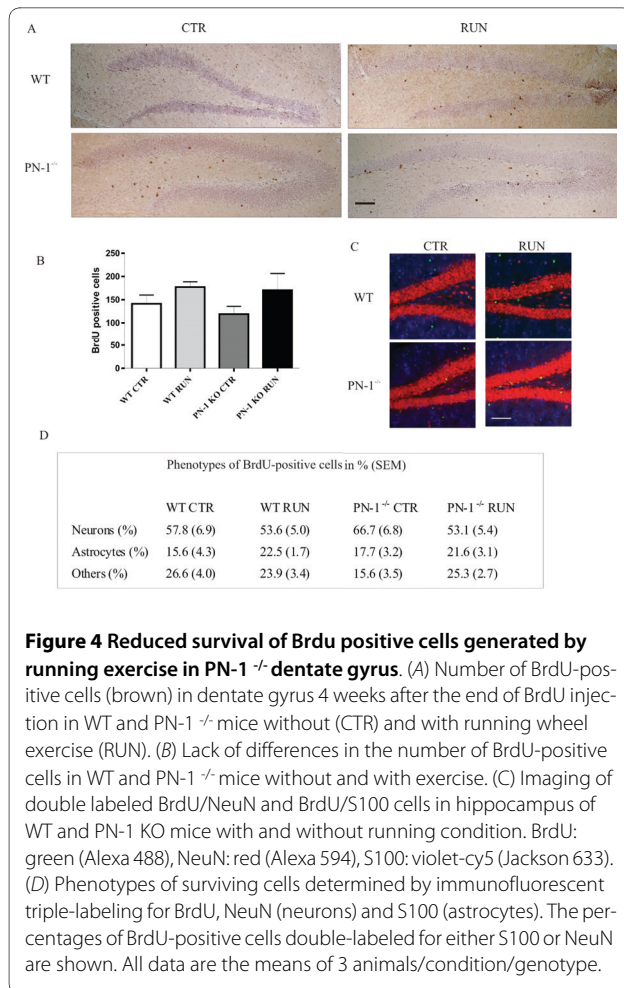 A
CTR
RUN
WT
PN-1 -/-
B
250
200
150
100
50
0
BrdU positive cells
WT CTR
WT RUN
PN-1 KO CTR
PN-1 KO RUN
C
CTR
RUN
WT
PN-1 -/-
D
Phenotypes of BrdU-positive cells in % (SEM)
WT CTR WT RUN PN-1 -/- CTR PN-1 -/- RUN
Neurons (%) 57.8 (6.9) 53.6 (5.0) 66.7 (6.8) 53.1 (5.4)
Astrocytes (%) 15.6 (4.3) 22.5 (1.7) 17.7 (3.2) 21.6 (3.1)
Others (%) 26.6 (4.0) 23.9 (3.4) 15.6 (3.5) 25.3 (2.7)
Figure 4 Reduced survival of Brdu positive cells generated by
running exercise in PN-1 -/- dentate gyrus. (A) Number of BrdU-pos-
itive cells (brown) in dentate gyrus 4 weeks after the end of BrdU injec-
tion in WT and PN-1 -/- mice without (CTR) and with running wheel
exercise (RUN). (B) Lack of differences in the number of BrdU-positive
cells in WT and PN-1 -/- mice without and with exercise. (C) Imaging of
double labeled BrdU/NeuN and BrdU/S100 cells in hippocampus of
WT and PN-1 KO mice with and without running condition. BrdU:
green (Alexa 488), NeuN: red (Alexa 594), S100: violet-cy5 (Jackson 633).
(D) Phenotypes of surviving cells determined by immunofluorescent
triple-labeling for BrdU, NeuN (neurons) and S100 (astrocytes). The per-
centages of BrdU-positive cells double-labeled for either S100 or NeuN
are shown. All data are the means of 3 animals/condition/genotype.